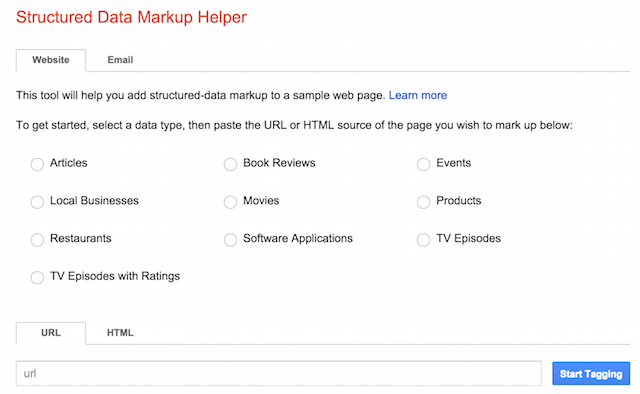 Structured Data Markup Helper
Website Email
This tool will help you add structured-data markup to a sample web page. Learn more
To get started, select a data type, then paste the URL or HTML source of the page you wish to mark up below:
Articles Book Reviews Events
Local Businesses Movies Products
Restaurants Software Applications TV Episodes
TV Episodes with Ratings
URL HTML
url Start Tagging